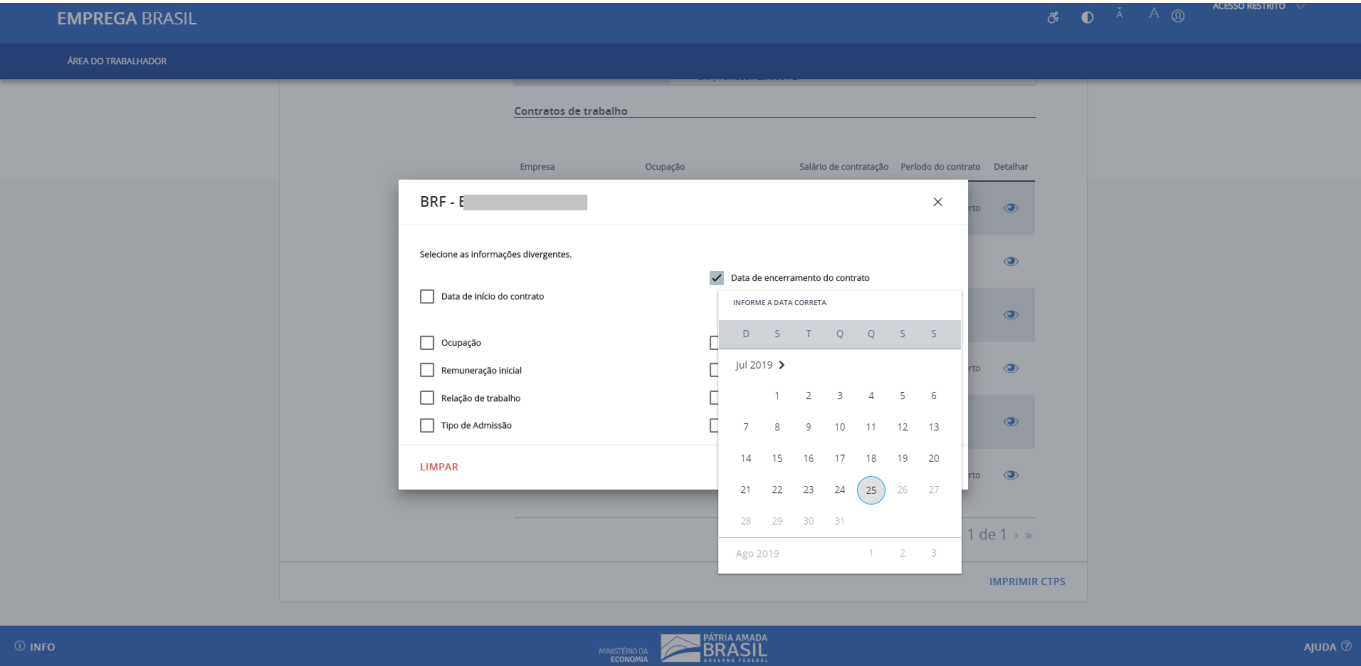 EMPREGA BRASIL
ACESSO RESTRITO
Ã A
ÁREA DO TRABALHADOR
Contratos de trabalho
Empresa Ocupação Salário de contratação Período do contrato Detalhar
BRF -
Selecione as informações divergentes.
Data de encerramento do contrato
Data de início do contrato
INFORME A DATA CORRETA
D S T Q Q S S
Ocupação
Jul 2019
Remuneração inicial
1 2 3 4 5 6
Relação de trabalho
7 8 9 10 11 12 13
Tipo de Admissão
14 15 16 17 18 19 20
LIMPAR
21 22 23 24 25 26 27
28 29 30 31
1 de 1 › »
Ago 2019 1 2 3
IMPRIMIR CTPS
INFO
MINISTÉRIO DA
ECONOMIA
PÁTRIA AMADA
BRASIL
GOVERNO FEDERAL
AJUDA